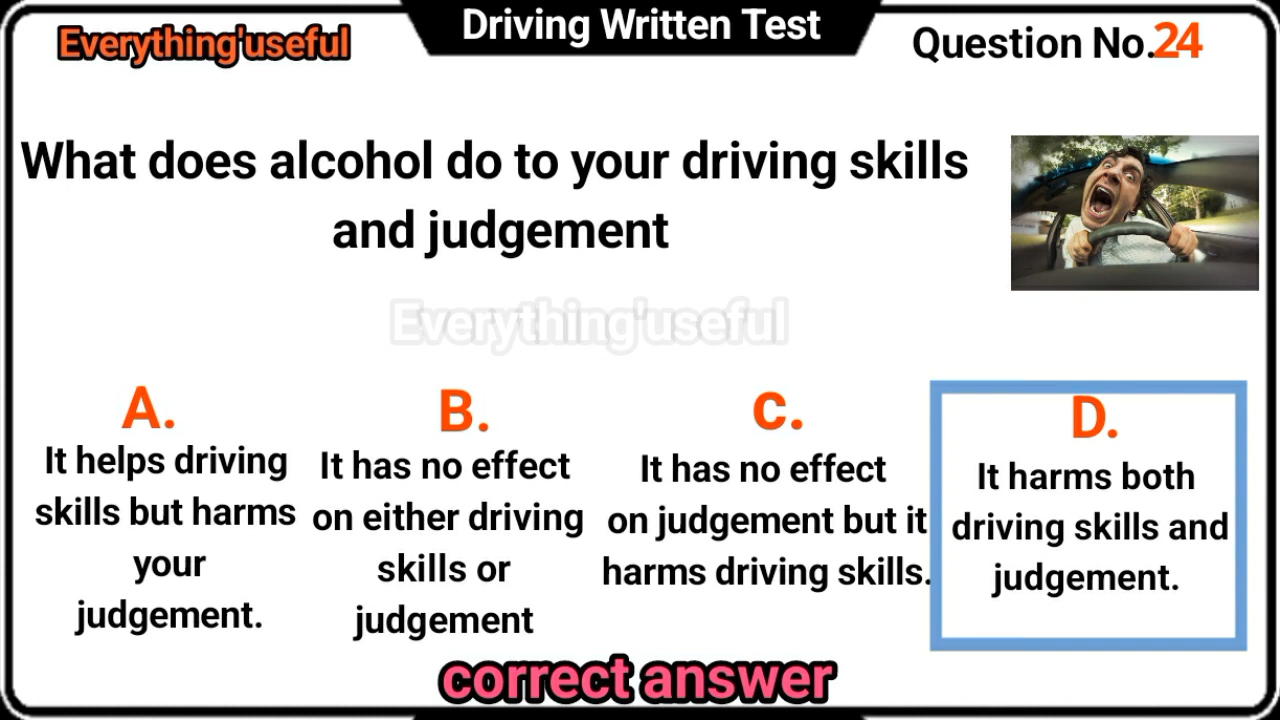 Everything'useful
Driving Written Test
Question No.24
What does alcohol do to your driving skills
and judgement
Everything'useful
A.
It helps driving
skills but harms
your
judgement.
B.
It has no effect
on either driving
skills or
judgement
c.
It has no effect
on judgement but it
harms driving skills.
D.
It harms both
driving skills and
judgement.
correct answer